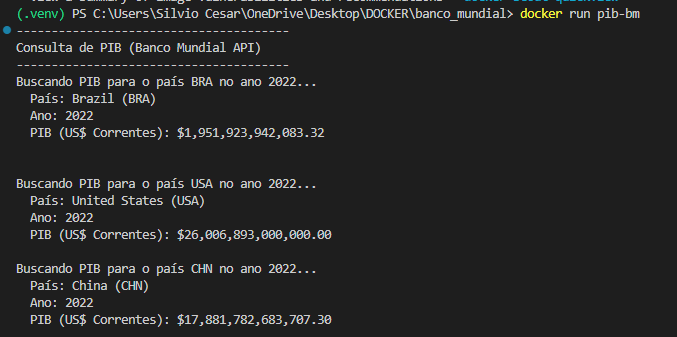 (.venv) PS C:\Users\Silvio Cesar\OneDrive\Desktop\DOCKER\banco_mundial> docker run pib-bm
---------------------------------------
Consulta de PIB (Banco Mundial API)
---------------------------------------
Buscando PIB para o país BRA no ano 2022...
  País: Brazil (BRA)
  Ano: 2022
  PIB (US$ Correntes): $1,951,923,942,083.32
Buscando PIB para o país USA no ano 2022...
  País: United States (USA)
  Ano: 2022
  PIB (US$ Correntes): $26,006,893,000,000.00
Buscando PIB para o país CHN no ano 2022...
  País: China (CHN)
  Ano: 2022
  PIB (US$ Correntes): $17,881,782,683,707.30